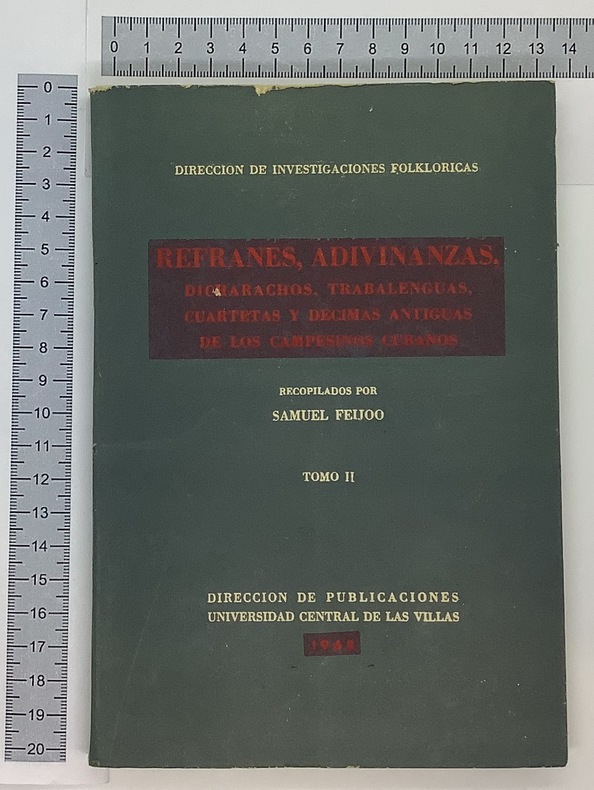 0 1 2 3 4 5 6 7 8 9 10 11 12 13 14
0
1
2
3
4
5
6
7
8
9
10
11
12
13
14
15
16
17
18
19
20
DIRECCION DE INVESTIGACIONES FOLKLORICAS
REFRANES, ADIVINANZAS,
DICHARACHOS, TRABALENGUAS,
CUARTETAS Y DECIMAS ANTIGUAS
DE LOS CAMPESINOS CUBANOS
RECOPILADOS POR
SAMUEL FEIJOO
TOMO II
DIRECCION DE PUBLICACIONES
UNIVERSIDAD CENTRAL DE LAS VILLAS